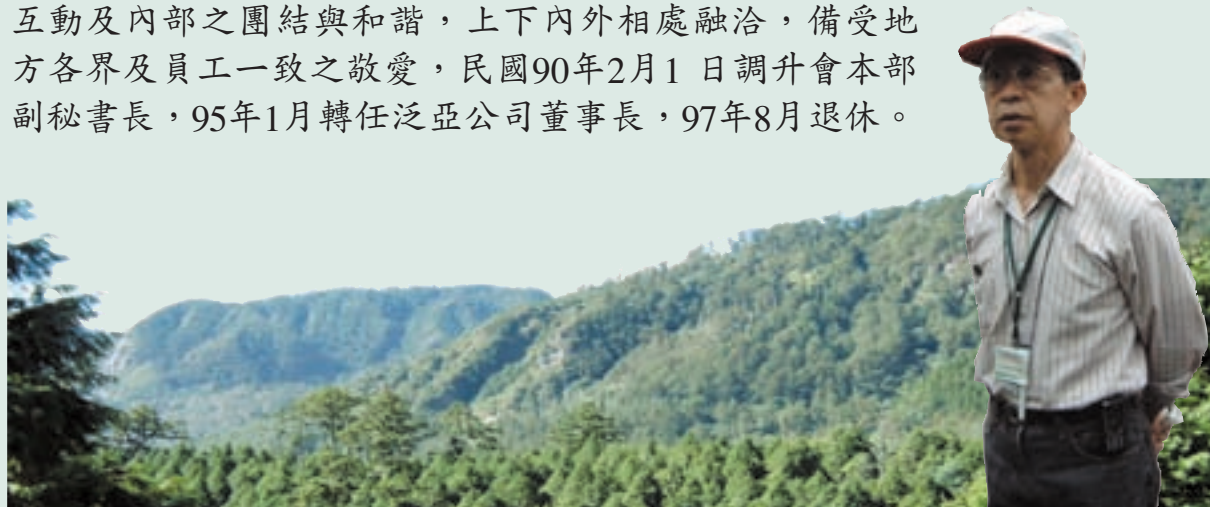 互動及內部之團結與和諧，上下內外相處融洽，備受地
方各界及員工一致之敬愛，民國90年2月1 日調升會本部
副秘書長，95年1月轉任泛亞公司董事長，97年8月退休。